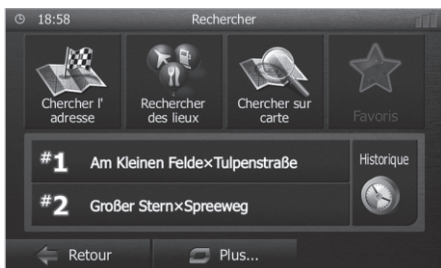 18:58 Rechercher
Chercher l'
adresse
Rechercher
des lieux
Chercher sur
carte
Favoris
#1 Am Kleinen Felde×Tulpenstraße
#2 Großer Stern×Spreeweg
Historique
Retour
Plus...